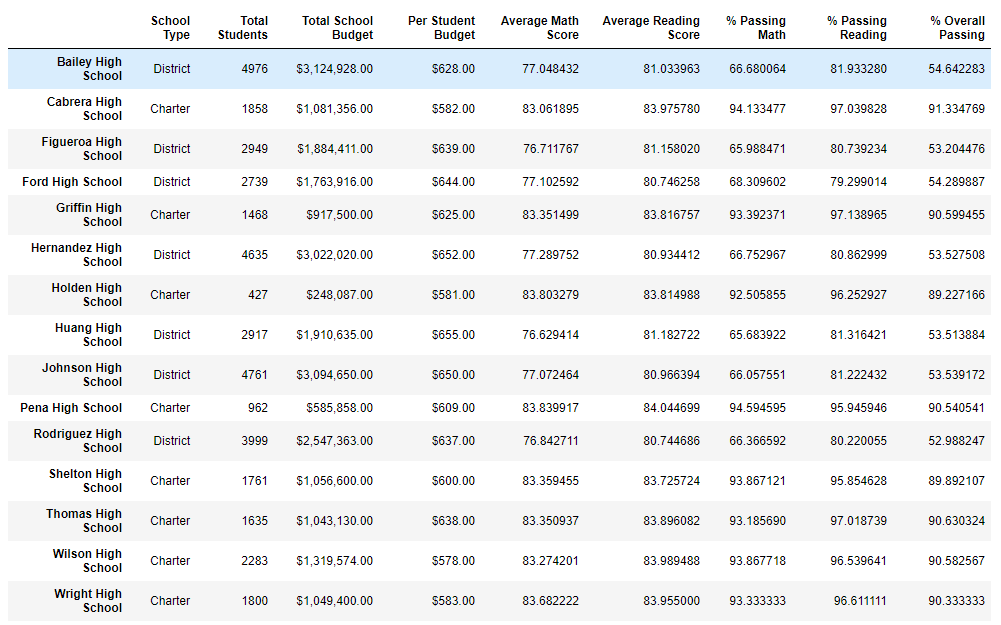 School Type	Total Students	Total School Budget	Per Student Budget	Average Math Score	Average Reading Score	% Passing Math	% Passing Reading	% Overall Passing
Bailey High School	District	4976	$3,124,928.00	$628.00	77.048432	81.033963	66.680064	81.933280	54.642283
Cabrera High School	Charter	1858	$1,081,356.00	$582.00	83.061895	83.975780	94.133477	97.039828	91.334769
Figueroa High School	District	2949	$1,884,411.00	$639.00	76.711767	81.158020	65.988471	80.739234	53.204476
Ford High School	District	2739	$1,763,916.00	$644.00	77.102592	80.746258	68.309602	79.299014	54.289887
Griffin High School	Charter	1468	$917,500.00	$625.00	83.351499	83.816757	93.392371	97.138965	90.599455
Hernandez High School	District	4635	$3,022,020.00	$652.00	77.289752	80.934412	66.752967	80.862999	53.527508
Holden High School	Charter	427	$248,087.00	$581.00	83.803279	83.814988	92.505855	96.252927	89.227166
Huang High School	District	2917	$1,910,635.00	$655.00	76.629414	81.182722	65.683922	81.316421	53.513884
Johnson High School	District	4761	$3,094,650.00	$650.00	77.072464	80.966394	66.057551	81.222432	53.539172
Pena High School	Charter	962	$585,858.00	$609.00	83.839917	84.044699	94.594595	95.945946	90.540541
Rodriguez High School	District	3999	$2,547,363.00	$637.00	76.842711	80.744686	66.366592	80.220055	52.988247
Shelton High School	Charter	1761	$1,056,600.00	$600.00	83.359455	83.725724	93.867121	95.854628	89.892107
Thomas High School	Charter	1635	$1,043,130.00	$638.00	83.350937	83.896082	93.185690	97.018739	90.630324
Wilson High School	Charter	2283	$1,319,574.00	$578.00	83.274201	83.989488	93.867718	96.539641	90.582567
Wright High School	Charter	1800	$1,049,400.00	$583.00	83.682222	83.955000	93.333333	96.611111	90.333333